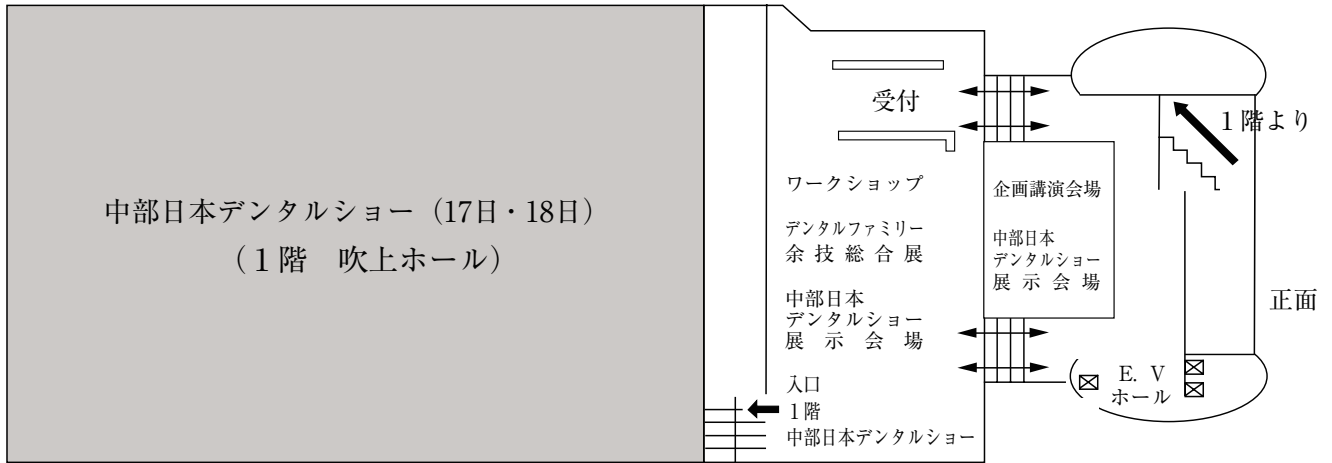 中部日本デンタルショー（17日・18日）
（１階　吹上ホール）
受付
ワークショップ
デンタルファミリー
余技総合展
中部日本
デンタルショー
展示会場
入口
１階
中部日本デンタルショー
企画講演会場
中部日本
デンタルショー
展示会場
１階より
正面
E. V
ホール